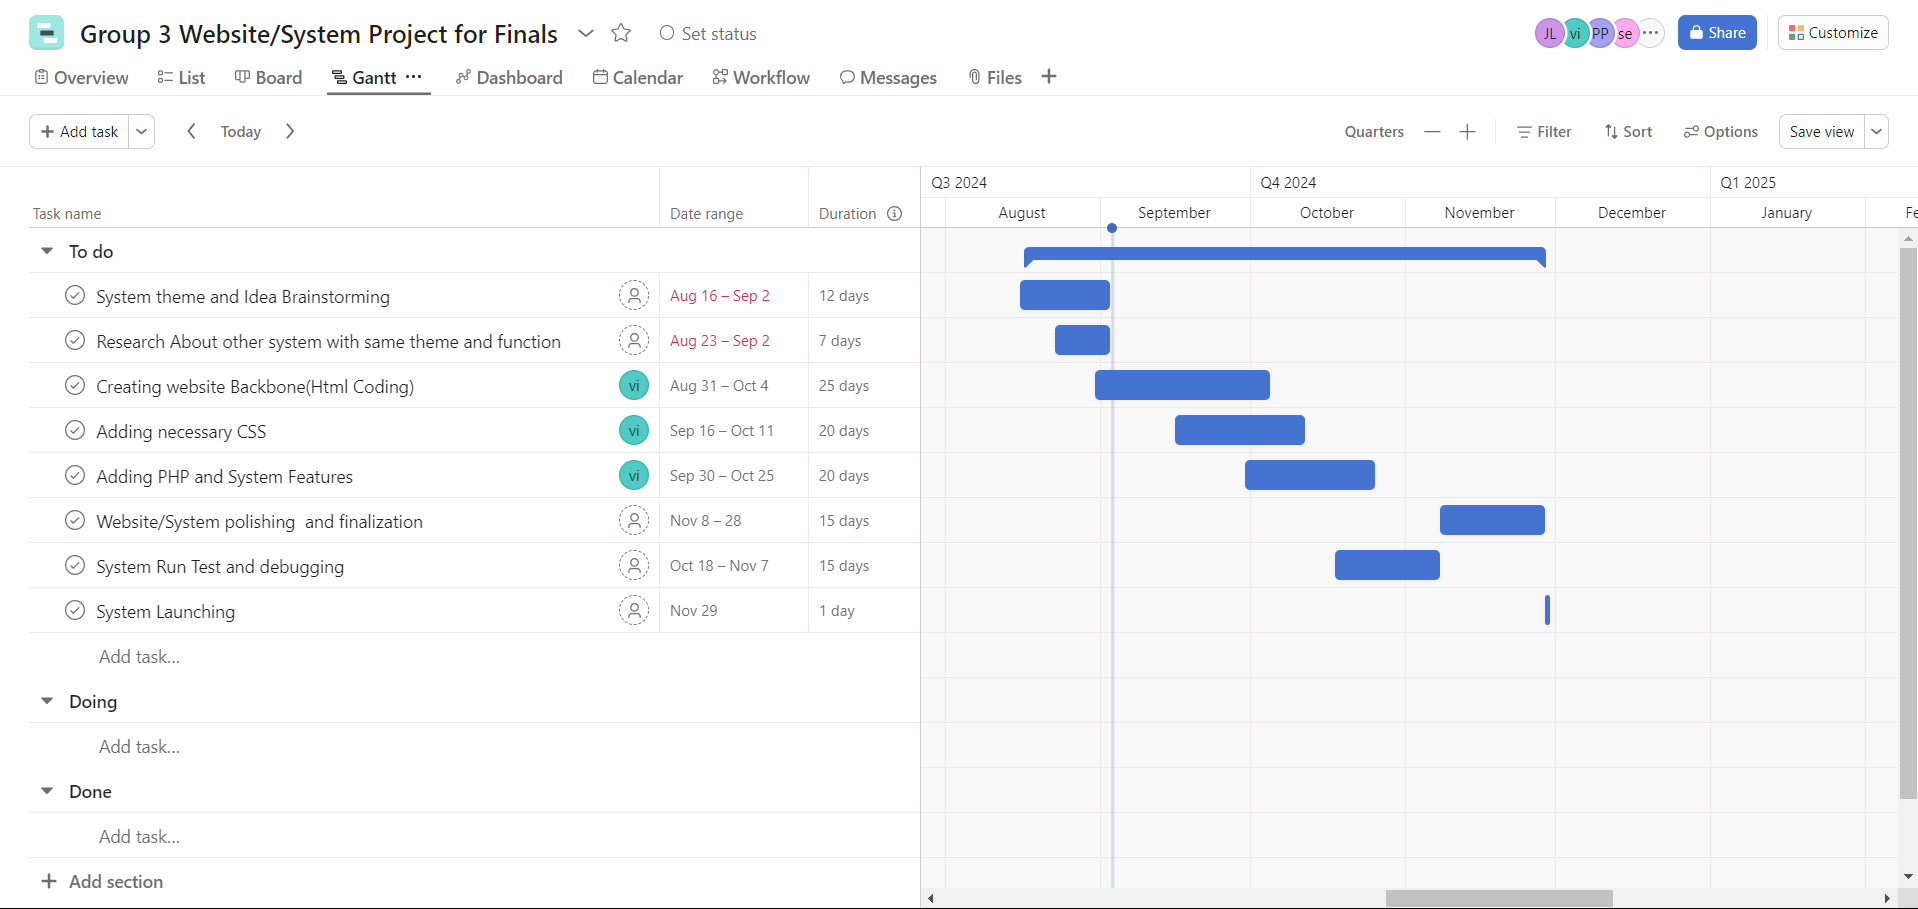 Group 3 Website/System Project for Finals
Set status
JL vi PP se ...
Share
Customize
Overview List Board Gantt ... Dashboard Calendar Workflow Messages Files +
+ Add task
Today
Quarters — + Filter Sort Options Save view
Q3 2024 Q4 2024 Q1 2025
Task name Date range Duration
August September October November December January Fe
To do
System theme and Idea Brainstorming Aug 16 – Sep 2 12 days
Research About other system with same theme and function Aug 23 – Sep 2 7 days
Creating website Backbone(Html Coding) vi Aug 31 – Oct 4 25 days
Adding necessary CSS vi Sep 16 – Oct 11 20 days
Adding PHP and System Features vi Sep 30 – Oct 25 20 days
Website/System polishing  and finalization Nov 8 – 28 15 days
System Run Test and debugging Oct 18 – Nov 7 15 days
System Launching Nov 29 1 day
Add task...
Doing
Add task...
Done
Add task...
+ Add section